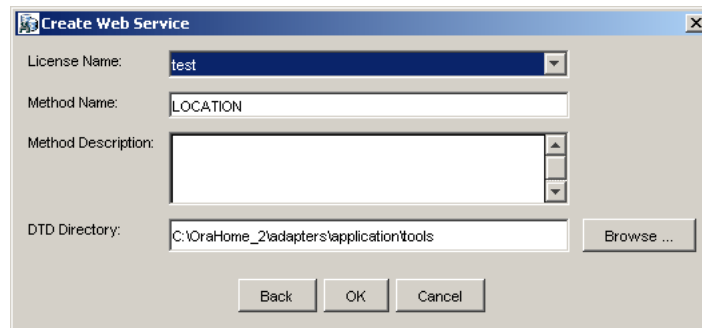 Create Web Service
License Name: test
Method Name: LOCATION
Method Description:
DTD Directory: C:\OraHome_2\adapters\application\tools Browse ...
Back OK Cancel